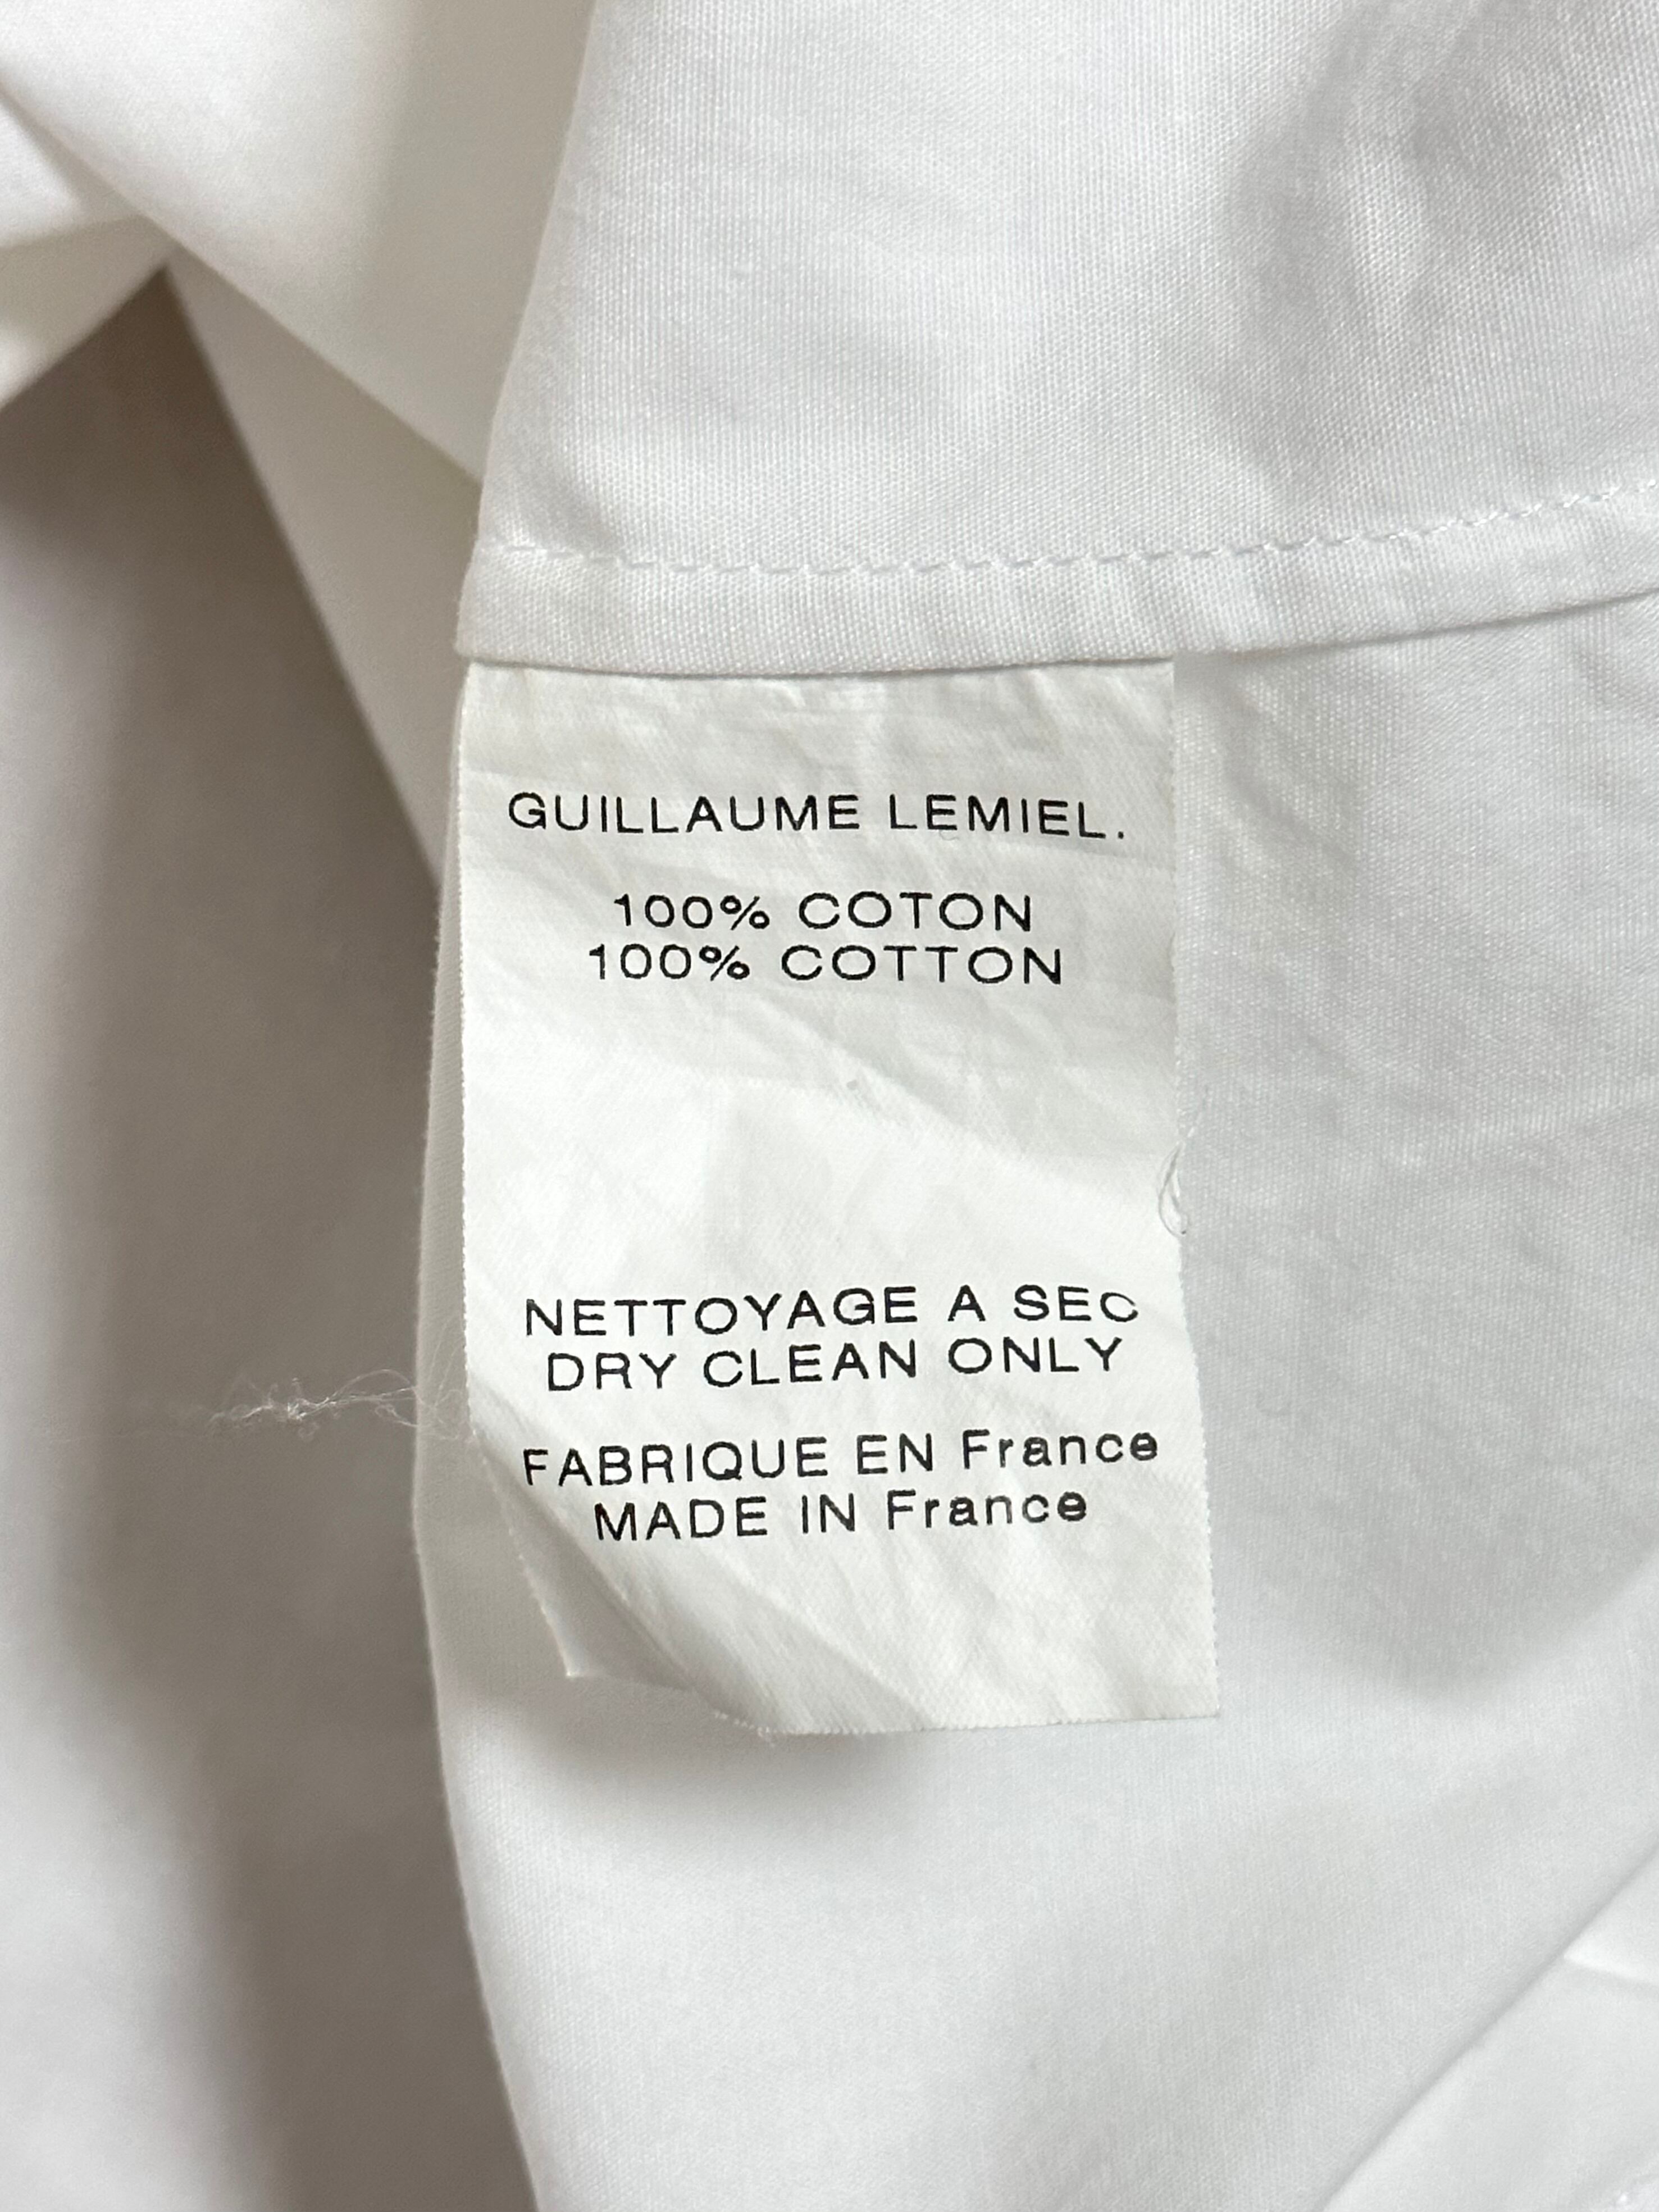 GUILLAUME LEMIEL.
100% COTON
100% COTTON
NETTOYAGE A SEC
DRY CLEAN ONLY
FABRIQUE EN France
MADE IN France